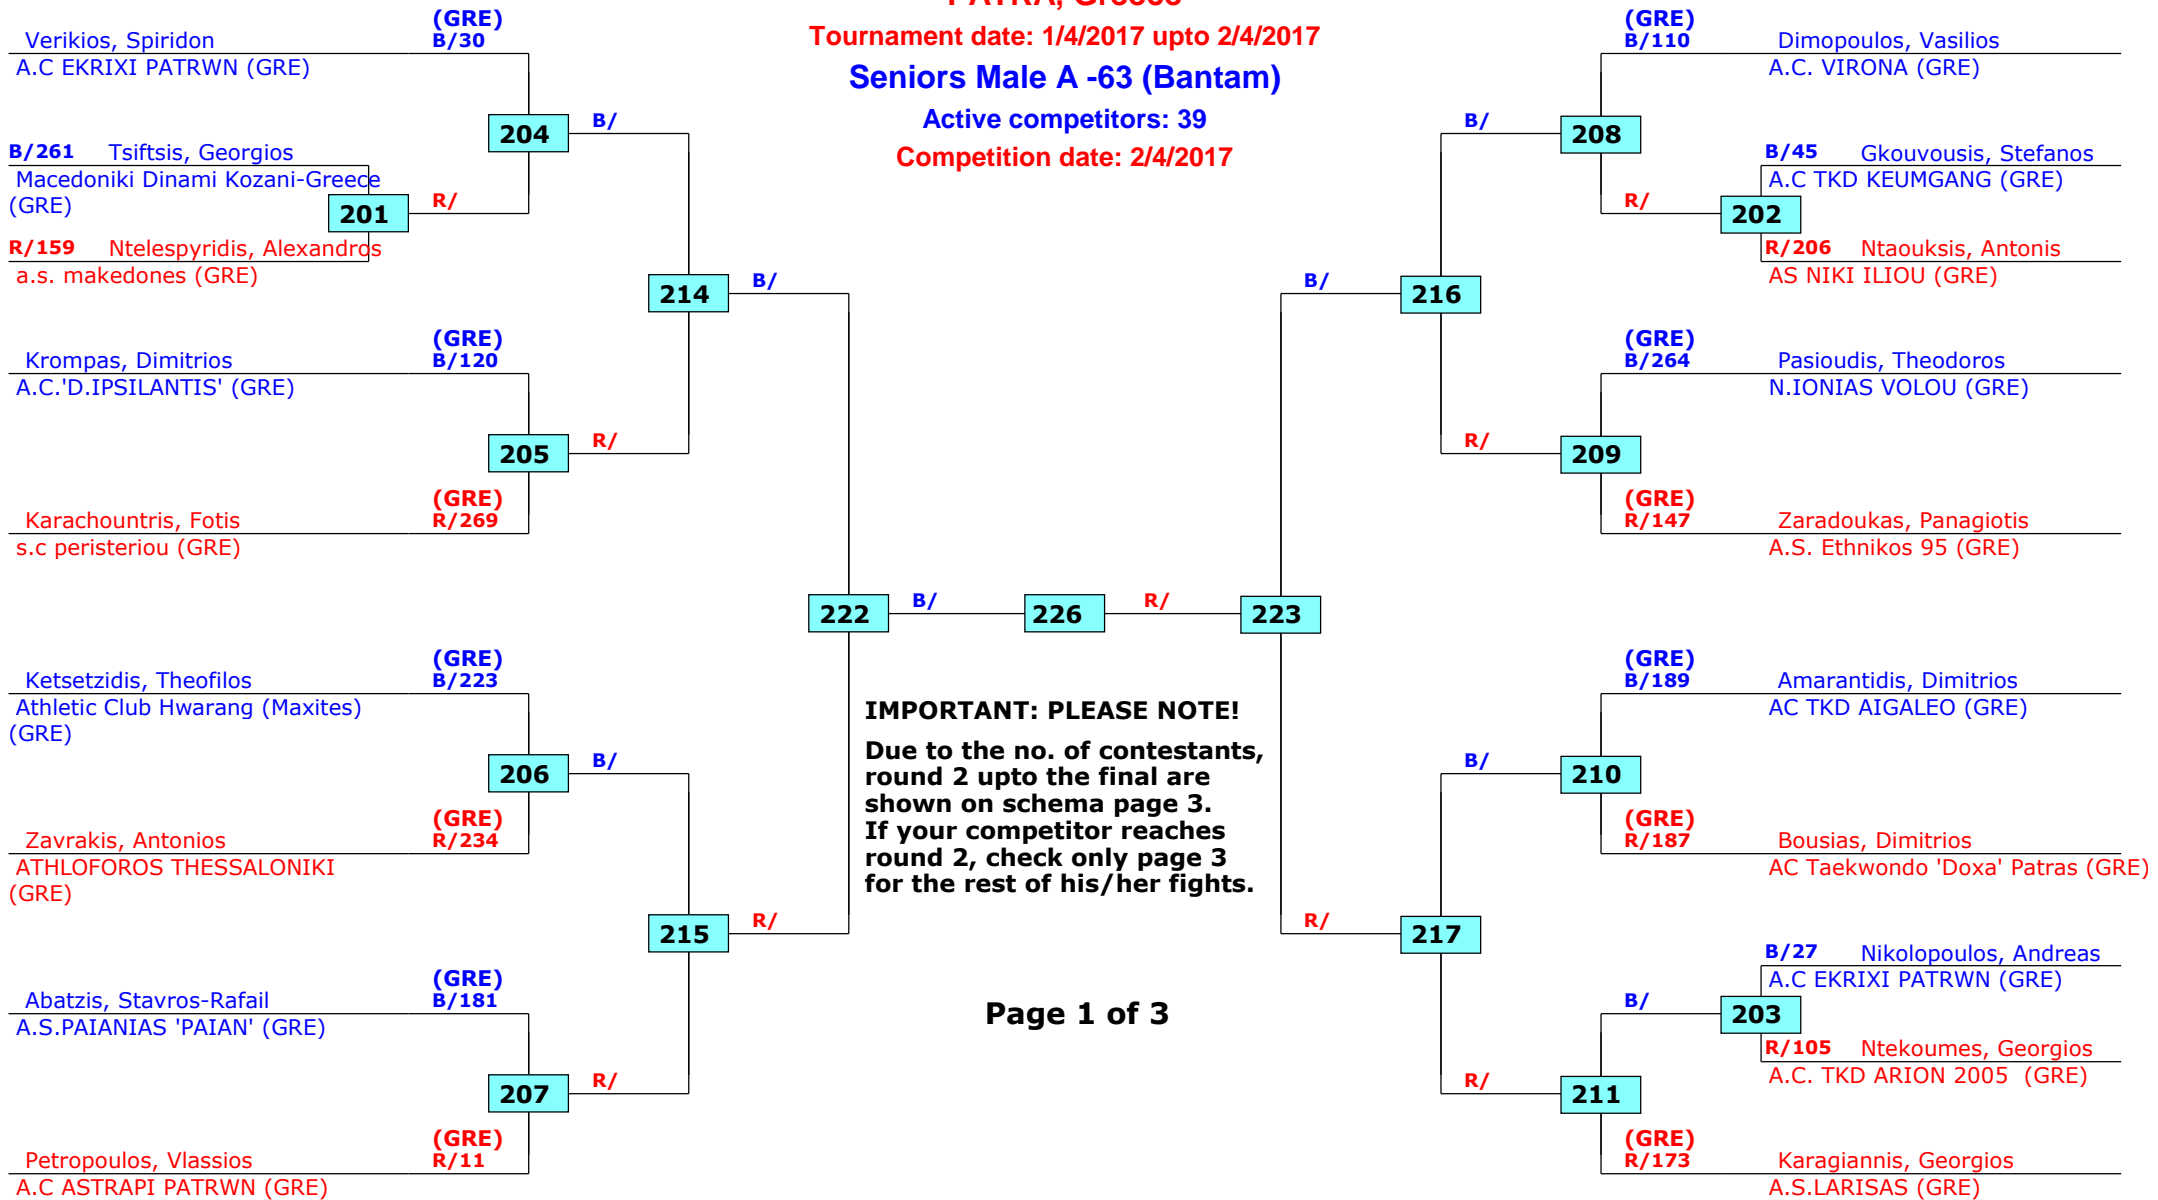 PATRA, Greece
Tournament date: 1/4/2017 upto 2/4/2017
Seniors Male A -63 (Bantam)
Active competitors: 39
Competition date: 2/4/2017
(GRE)
Verikios, Spiridon B/30
A.C EKRIXI PATRWN (GRE)
204 B/
B/261 Tsiftsis, Georgios
Macedoniki Dinami Kozani-Greece
(GRE)
201 R/
R/159 Ntelespyridis, Alexandros
a.s. makedones (GRE)
214 B/
(GRE)
Krompas, Dimitrios B/120
A.C.'D.IPSILANTIS' (GRE)
205 R/
(GRE)
Karachountris, Fotis R/269
s.c peristeriou (GRE)
222 B/ 226 R/ 223
(GRE)
Ketsetzidis, Theofilos B/223
Athletic Club Hwarang (Maxites)
(GRE)
206 B/
(GRE)
Zavrakis, Antonios R/234
ATHLOFOROS THESSALONIKI
(GRE)
215 R/
(GRE)
Abatzis, Stavros-Rafail B/181
A.S.PAIANIAS 'PAIAN' (GRE)
207 R/
(GRE)
Petropoulos, Vlassios R/11
A.C ASTRAPI PATRWN (GRE)
IMPORTANT: PLEASE NOTE!
Due to the no. of contestants,
round 2 upto the final are
shown on schema page 3.
If your competitor reaches
round 2, check only page 3
for the rest of his/her fights.
Page 1 of 3
(GRE)
B/110 Dimopoulos, Vasilios
A.C. VIRONA (GRE)
B/ 208
B/45 Gkouvousis, Stefanos
A.C TKD KEUMGANG (GRE)
R/ 202
R/206 Ntaouksis, Antonis
AS NIKI ILIOU (GRE)
B/ 216
(GRE)
B/264 Pasioudis, Theodoros
N.IONIAS VOLOU (GRE)
R/ 209
(GRE)
R/147 Zaradoukas, Panagiotis
A.S. Ethnikos 95 (GRE)
(GRE)
B/189 Amarantidis, Dimitrios
AC TKD AIGALEO (GRE)
B/ 210
(GRE)
R/187 Bousias, Dimitrios
AC Taekwondo 'Doxa' Patras (GRE)
R/ 217
B/27 Nikolopoulos, Andreas
A.C EKRIXI PATRWN (GRE)
B/ 203
R/105 Ntekoumes, Georgios
A.C. TKD ARION 2005 (GRE)
R/ 211
(GRE)
R/173 Karagiannis, Georgios
A.S.LARISAS (GRE)